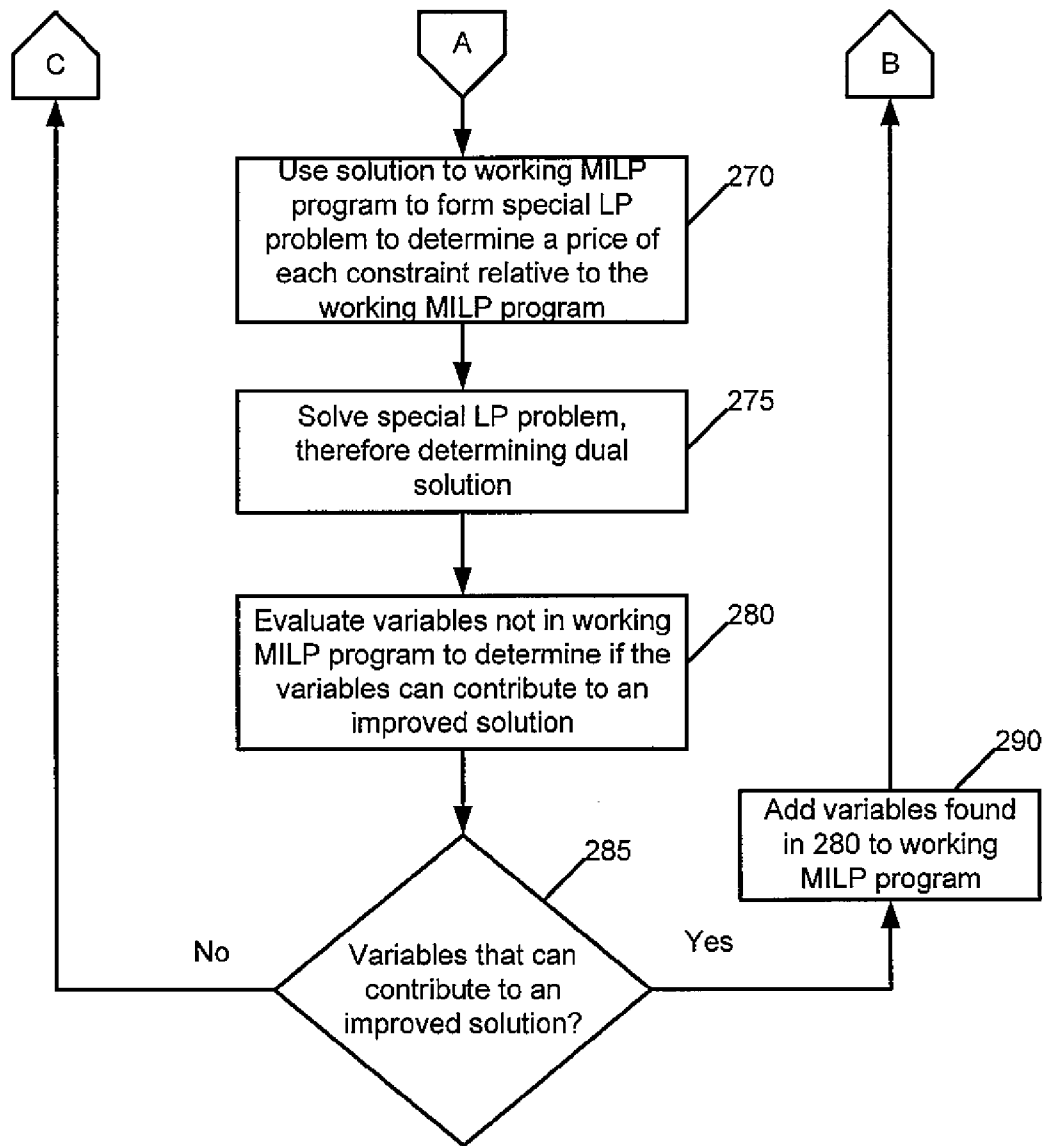 C
A
B
Use solution to working MILP
program to form special LP
problem to determine a price of
each constraint relative to the
working MILP program
270
Solve special LP problem,
therefore determining dual
solution
275
Evaluate variables not in working
MILP program to determine if the
variables can contribute to an
improved solution
280
290
Add variables found
in 280 to working
MILP program
285
No
Yes
Variables that can
contribute to an
improved solution?